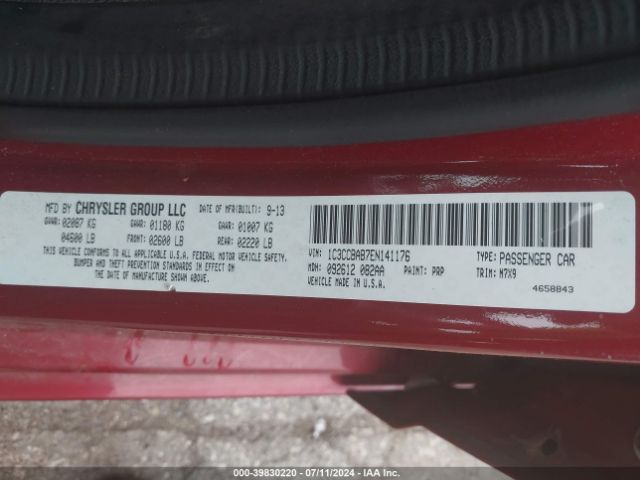 MFD BY CHRYSLER GROUP LLC DATE OF MFR(BUILT): 9-13
GVWR: 02087 KG GAWR: 01180 KG GAWR: 01007 KG
04600 LB FRONT: 02600 LB REAR: 02220 LB
THIS VEHICLE CONFORMS TO ALL APPLICABLE U.S.A. FEDERAL MOTOR VEHICLE SAFETY,
BUMPER AND THEFT PREVENTION STANDARDS IN EFFECT ON THE
DATE OF MANUFACTURE SHOWN ABOVE. VEHICLE MADE IN U.S.A.
VIN: 1C3CCBAB7EN141176 TYPE: PASSENGER CAR
MDH: 092612 082AA PAINT: PRP TRIM: M7X9
VEHICLE MADE IN U.S.A.
4658843
000-39830220 - 07/11/2024 - IAA Inc.